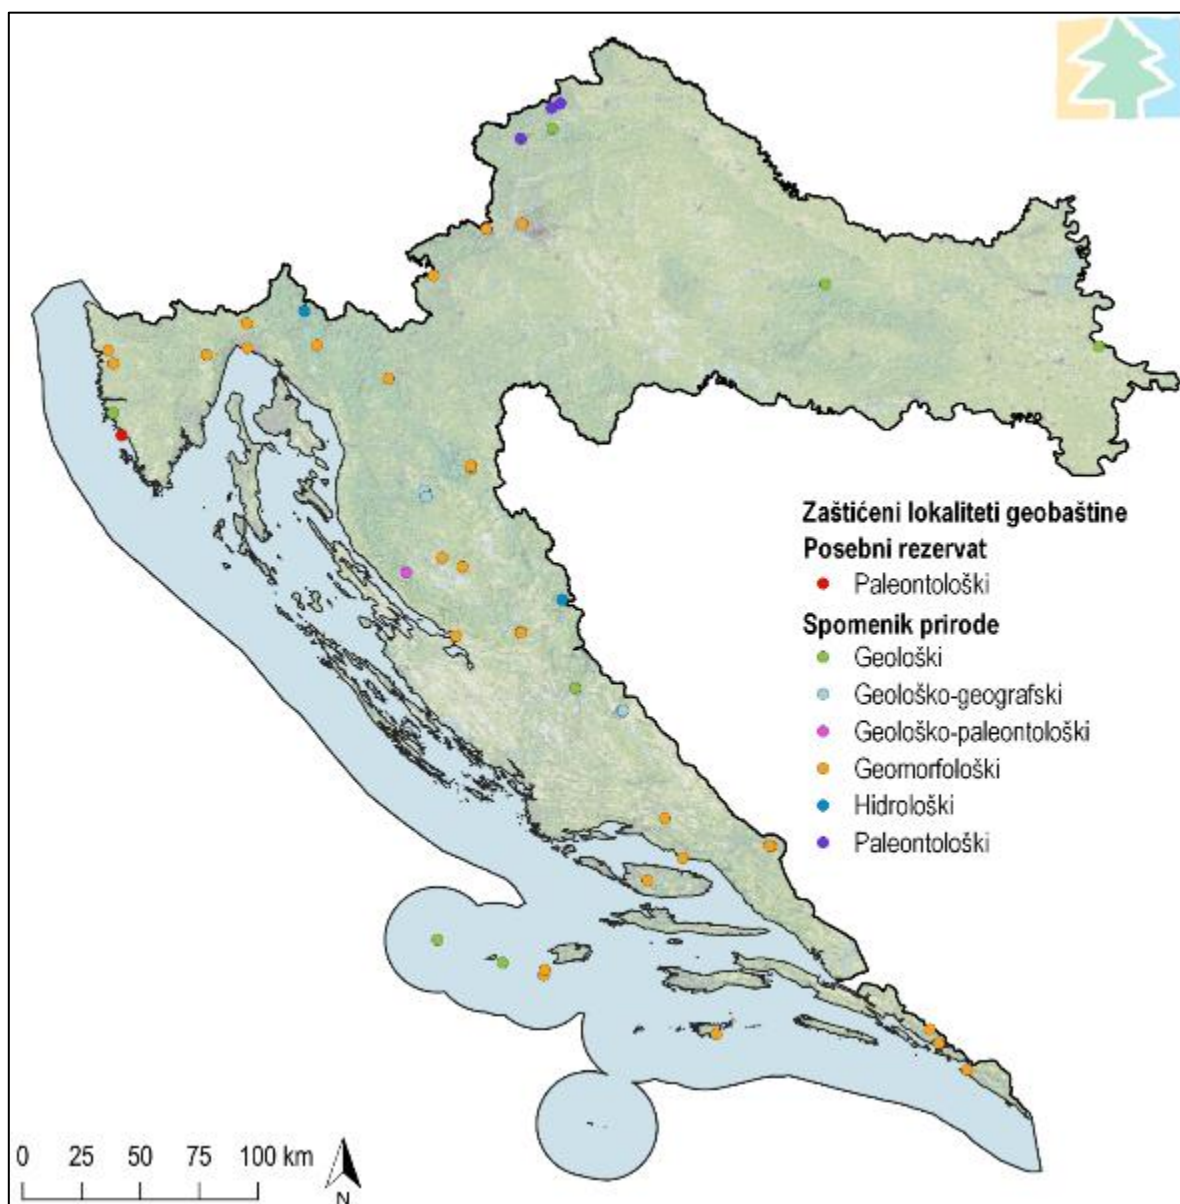 Zaštićeni lokaliteti geobaštine
Posebni rezervat
Paleontološki
Spomenik prirode
Geološki
Geološko-geografski
Geološko-paleontološki
Geomorfološki
Hidrološki
Paleontološki
0 25 50 75 100 km
N